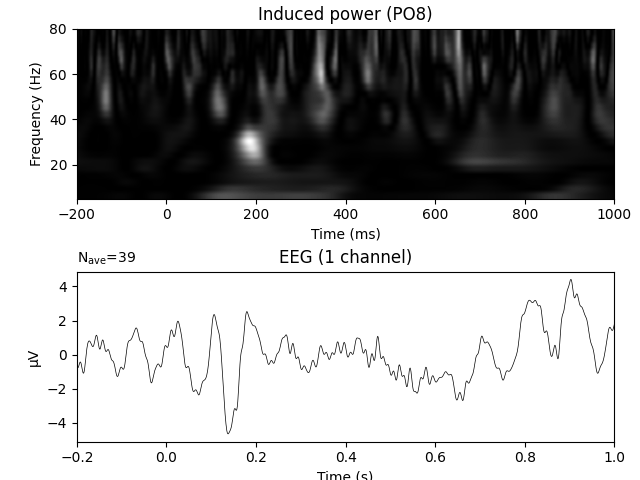 Induced power (PO8)
80
60
40
20
Frequency (Hz)
−200 0 200 400 600 800 1000
Time (ms)
Nave=39
EEG (1 channel)
4
2
0
−2
−4
µV
−0.2 0.0 0.2 0.4 0.6 0.8 1.0
Time (s)